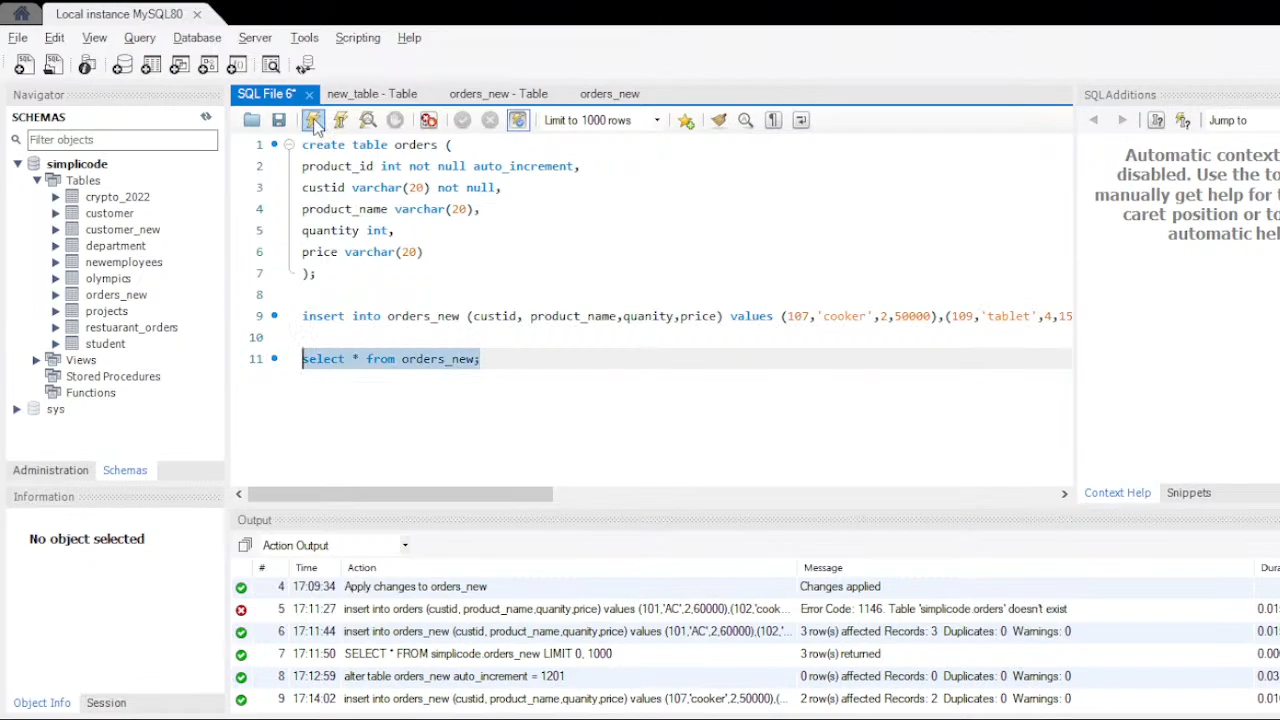 Local instance MySQL80 ×
File Edit View Query Database Server Tools Scripting Help
Navigator
SCHEMAS
Filter objects
simplicode
Tables
crypto_2022
customer
customer_new
department
newemployees
olympics
orders_new
projects
restuarant_orders
student
Views
Stored Procedures
Functions
sys
Administration Schemas
Information
No object selected
Object Info Session
SQL File 6* × new_table - Table orders_new - Table orders_new
Limit to 1000 rows
1 create table orders (
2 product_id int not null auto_increment,
3 custid varchar(20) not null,
4 product_name varchar(20),
5 quantity int,
6 price varchar(20)
7 );
8
9 insert into orders_new (custid, product_name,quanity,price) values (107,'cooker',2,50000),(109,'tablet',4,15
10
11 select * from orders_new;
SQLAdditions
Jump to
Automatic context
disabled. Use the to
manually get help for t
caret position or to
automatic hel
Context Help Snippets
Output
Action Output
# Time Action Message Dura
4 17:09:34 Apply changes to orders_new Changes applied
5 17:11:27 insert into orders (custid, product_name,quanity,price) values (101,'AC',2,60000),(102,'cook... Error Code: 1146. Table 'simplicode.orders' doesn't exist 0.01
6 17:11:44 insert into orders_new (custid, product_name,quanity,price) values (101,'AC',2,60000),(102,'... 3 row(s) affected Records: 3 Duplicates: 0 Warnings: 0 0.01
7 17:11:50 SELECT * FROM simplicode.orders_new LIMIT 0, 1000 3 row(s) returned 0.00
8 17:12:59 alter table orders_new auto_increment = 1201 0 row(s) affected Records: 0 Duplicates: 0 Warnings: 0 0.03
9 17:14:02 insert into orders_new (custid, product_name,quanity,price) values (107,'cooker',2,50000),(... 2 row(s) affected Records: 2 Duplicates: 0 Warnings: 0 0.01